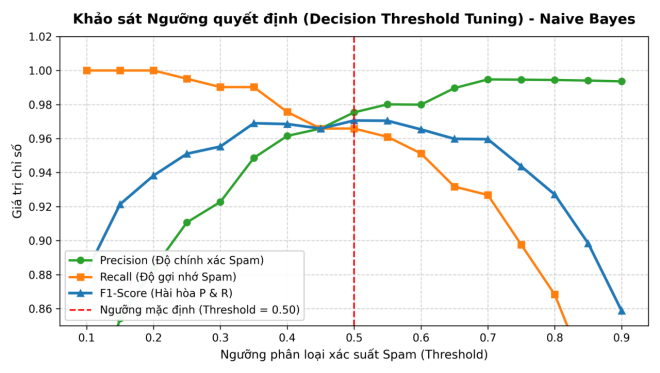 Khảo sát Ngưỡng quyết định (Decision Threshold Tuning) - Naive Bayes
Giá trị chỉ số
1.02
1.00
0.98
0.96
0.94
0.92
0.90
0.88
0.86
Precision (Độ chính xác Spam)
Recall (Độ gợi nhớ Spam)
F1-Score (Hài hòa P & R)
Ngưỡng mặc định (Threshold = 0.50)
0.1 0.2 0.3 0.4 0.5 0.6 0.7 0.8 0.9
Ngưỡng phân loại xác suất Spam (Threshold)